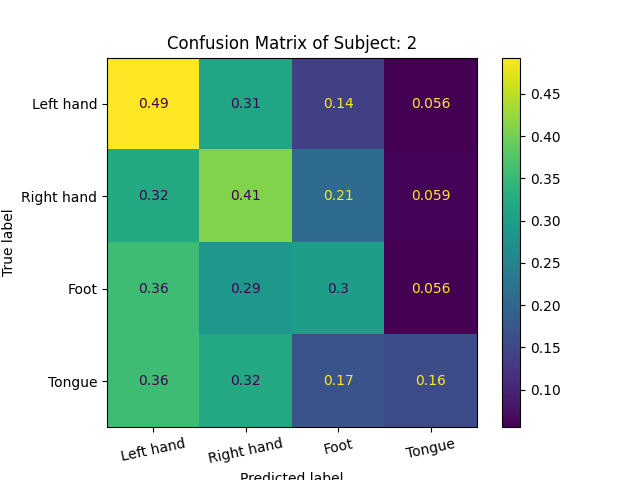 Confusion Matrix of Subject: 2
True label
Left hand 0.49 0.31 0.14 0.056
Right hand 0.32 0.41 0.21 0.059
Foot 0.36 0.29 0.3 0.056
Tongue 0.36 0.32 0.17 0.16
Left hand Right hand Foot Tongue
Predicted label
0.45
0.40
0.35
0.30
0.25
0.20
0.15
0.10